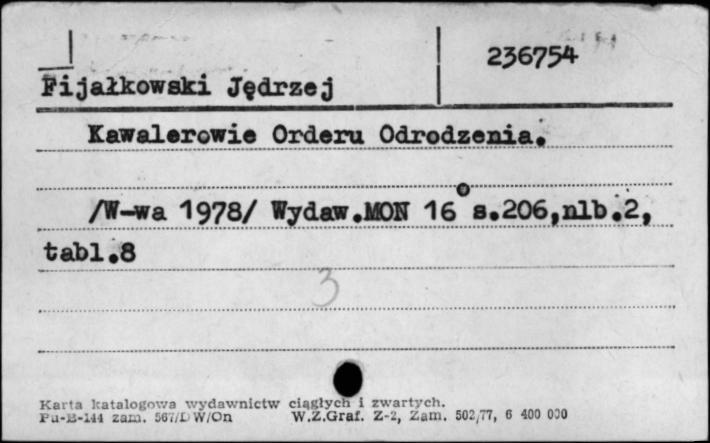 236754
Fijałkowski Jędrzej
Kawalerowie Orderu Odrodzenia.
/W-wa 1978/ Wydaw.MON 16° s.206,nlb.2,
tabl.8
3
Karta katalogowa wydawnictw ciągłych i zwartych.
Pu-B-144 zam. 567/DW/On W.Z.Graf. Z-2, Zam. 502/77, 6 400 000